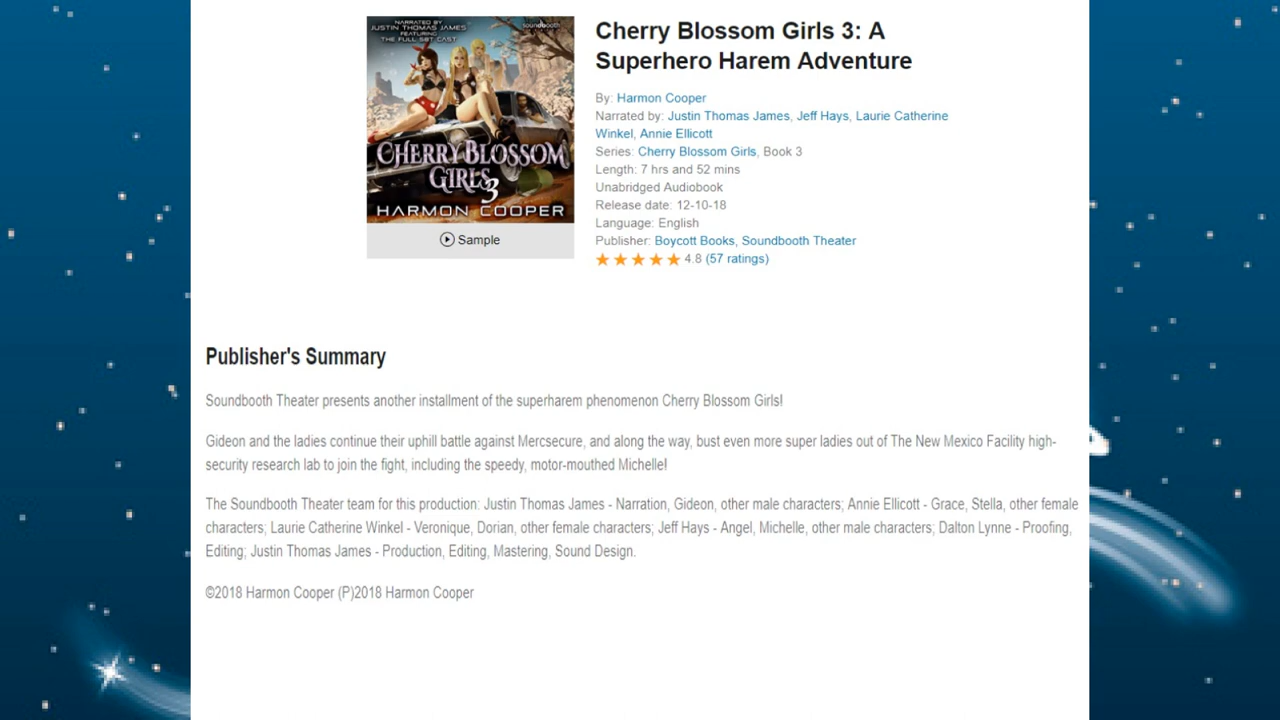 NARRATED BY
JUSTIN THOMAS JAMES
FEATURING
THE FULL SBT CAST
soundbooth
CHERRY BLOSSOM
GIRLS
3
HARMON COOPER
Sample
Cherry Blossom Girls 3: A
Superhero Harem Adventure
By: Harmon Cooper
Narrated by: Justin Thomas James, Jeff Hays, Laurie Catherine
Winkel, Annie Ellicott
Series: Cherry Blossom Girls, Book 3
Length: 7 hrs and 52 mins
Unabridged Audiobook
Release date: 12-10-18
Language: English
Publisher: Boycott Books, Soundbooth Theater
4.8 (57 ratings)
Publisher's Summary
Soundbooth Theater presents another installment of the superharem phenomenon Cherry Blossom Girls!
Gideon and the ladies continue their uphill battle against Mercsecure, and along the way, bust even more super ladies out of The New Mexico Facility high-
security research lab to join the fight, including the speedy, motor-mouthed Michelle!
The Soundbooth Theater team for this production: Justin Thomas James - Narration, Gideon, other male characters; Annie Ellicott - Grace, Stella, other female
characters; Laurie Catherine Winkel - Veronique, Dorian, other female characters; Jeff Hays - Angel, Michelle, other male characters; Dalton Lynne - Proofing,
Editing; Justin Thomas James - Production, Editing, Mastering, Sound Design.
©2018 Harmon Cooper (P)2018 Harmon Cooper